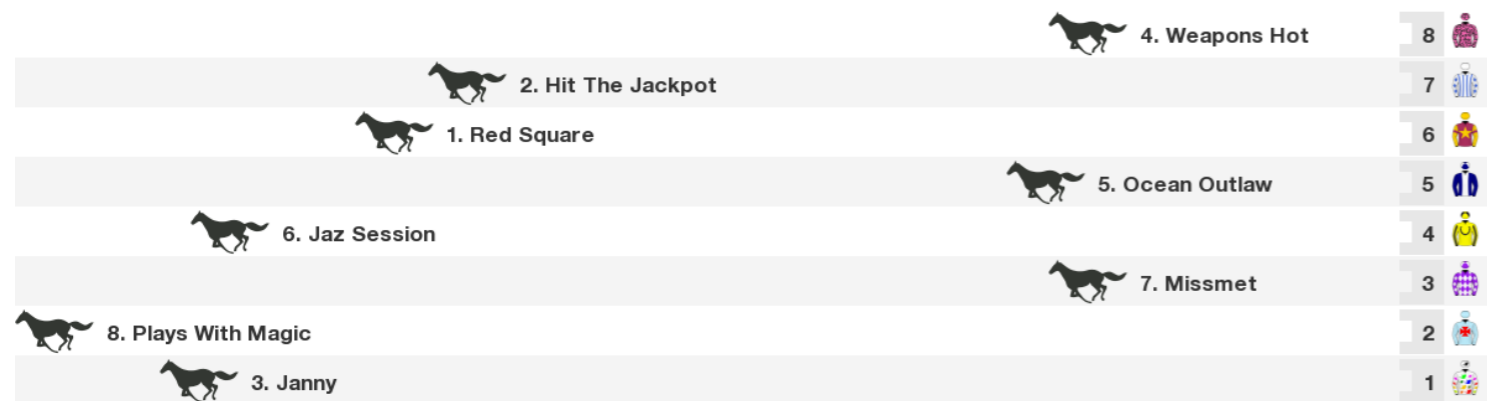 4. Weapons Hot 8
2. Hit The Jackpot 7
1. Red Square 6
5. Ocean Outlaw 5
6. Jaz Session 4
7. Missmet 3
8. Plays With Magic 2
3. Janny 1